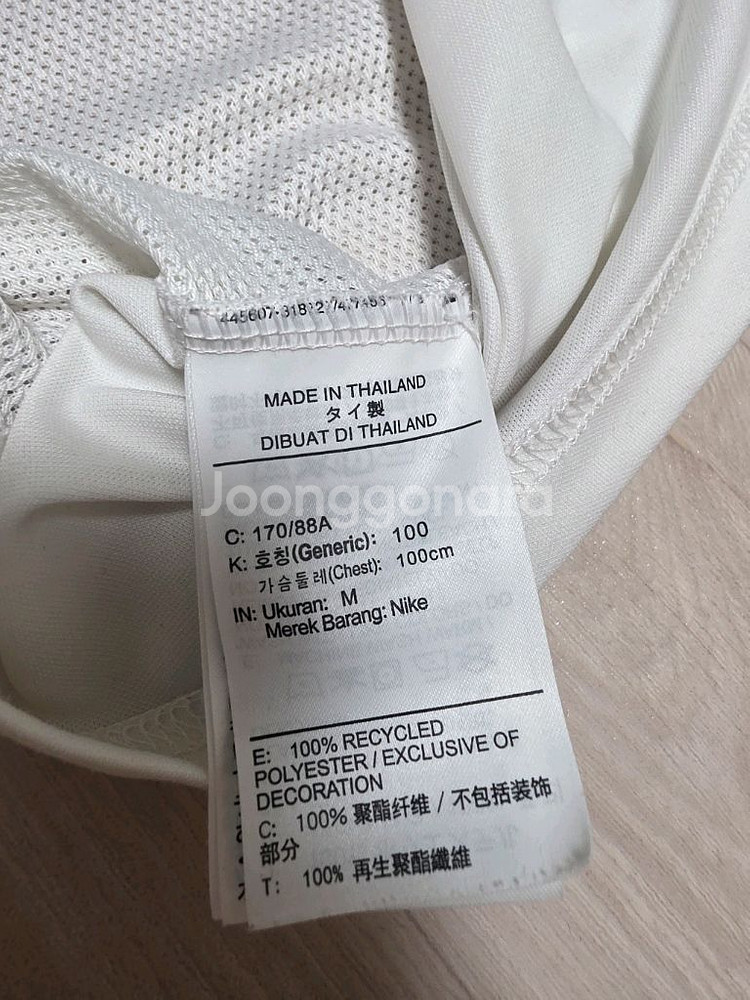 MADE IN THAILAND
タイ製
DIBUAT DI THAILAND
Joonggonara
C: 170/88A
K: 호칭(Generic): 100
가슴둘레(Chest): 100cm
IN: Ukuran: M
Merek Barang: Nike
E: 100% RECYCLED
POLYESTER / EXCLUSIVE OF
DECORATION
C: 100% 聚酯纤维 / 不包括装饰
部分
T: 100% 再生聚酯纖維